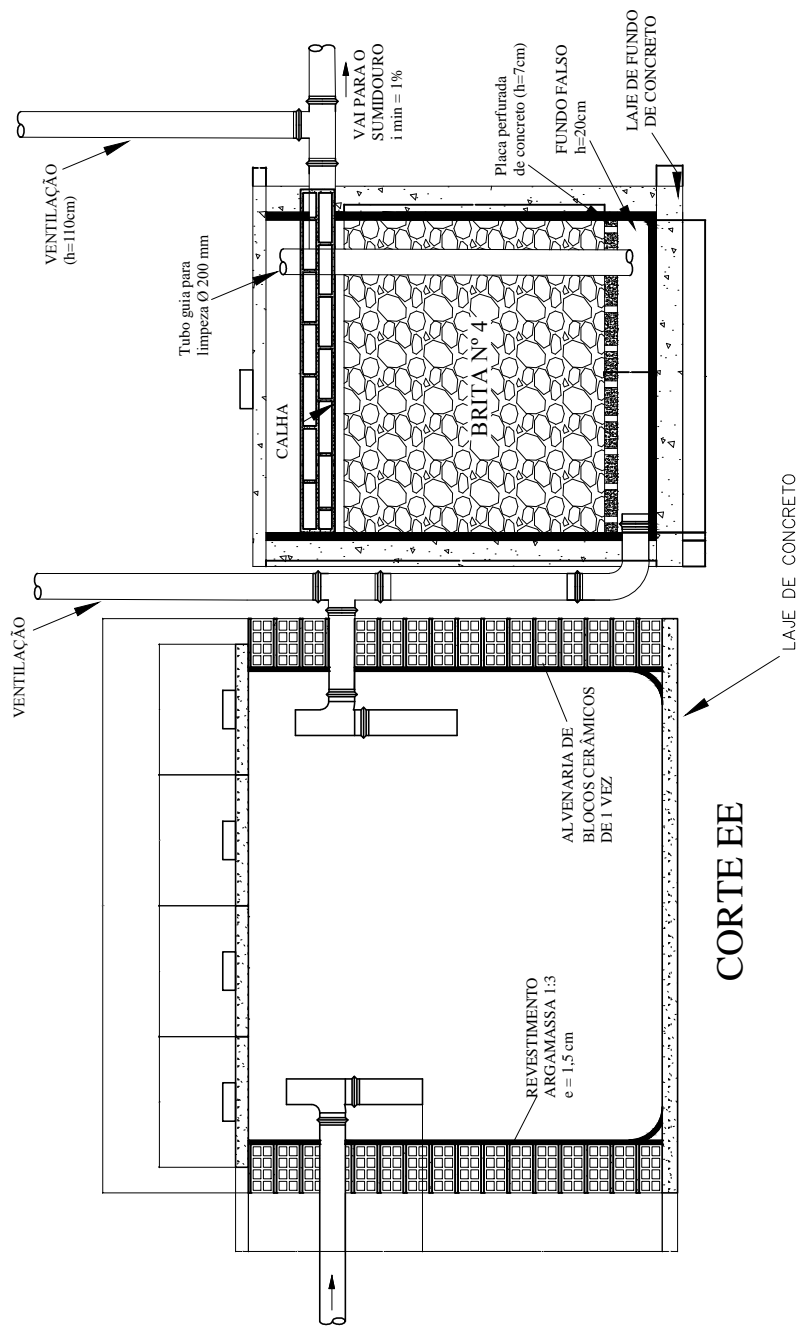 VENTILAÇÃO
VENTILAÇÃO
(h=110cm)
Tubo guia para
limpeza Ø 200 mm
CALHA
VAI PARA O
SUMIDOURO
i min = 1%
BRITA Nº 4
Placa perfurada
de concreto (h=7cm)
FUNDO FALSO
h=20cm
LAJE DE FUNDO
DE CONCRETO
REVESTIMENTO
ARGAMASSA 1:3
e = 1,5 cm
ALVENARIA DE
BLOCOS CERÂMICOS
DE 1 VEZ
LAJE DE CONCRETO
CORTE EE